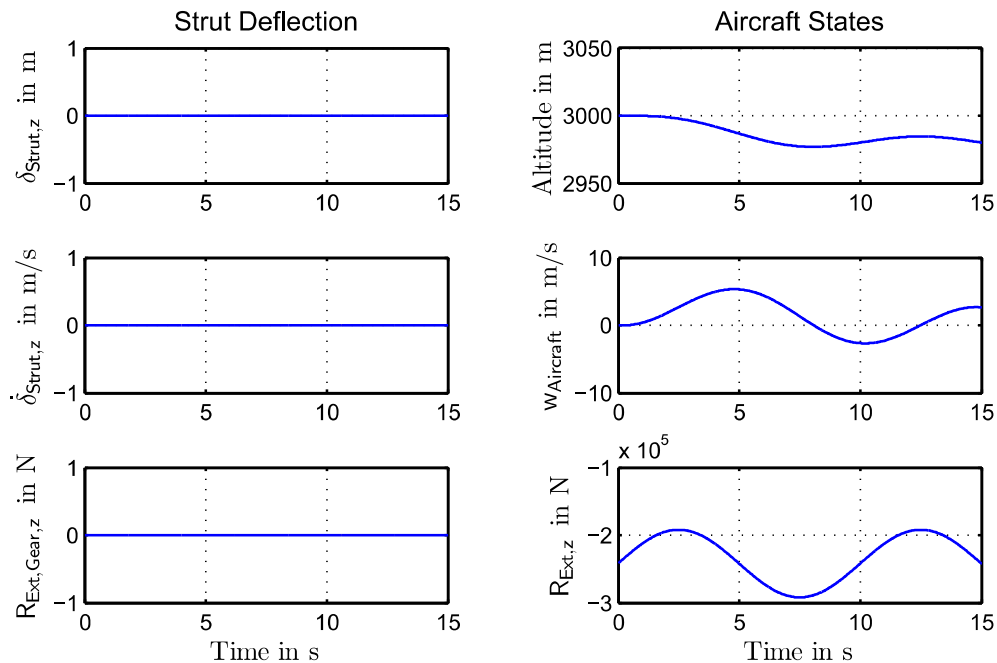 Strut Deflection
δStrut,z in m
1
0
−1
0 5 10 15
δ̇Strut,z in m/s
1
0
−1
0 5 10 15
RExt,Gear,z in N
1
0
−1
0 5 10 15
Time in s
Aircraft States
Altitude in m
3050
3000
2950
0 5 10 15
wAircraft in m/s
10
0
−10
0 5 10 15
x 10^5
RExt,z in N
−1
−2
−3
0 5 10 15
Time in s